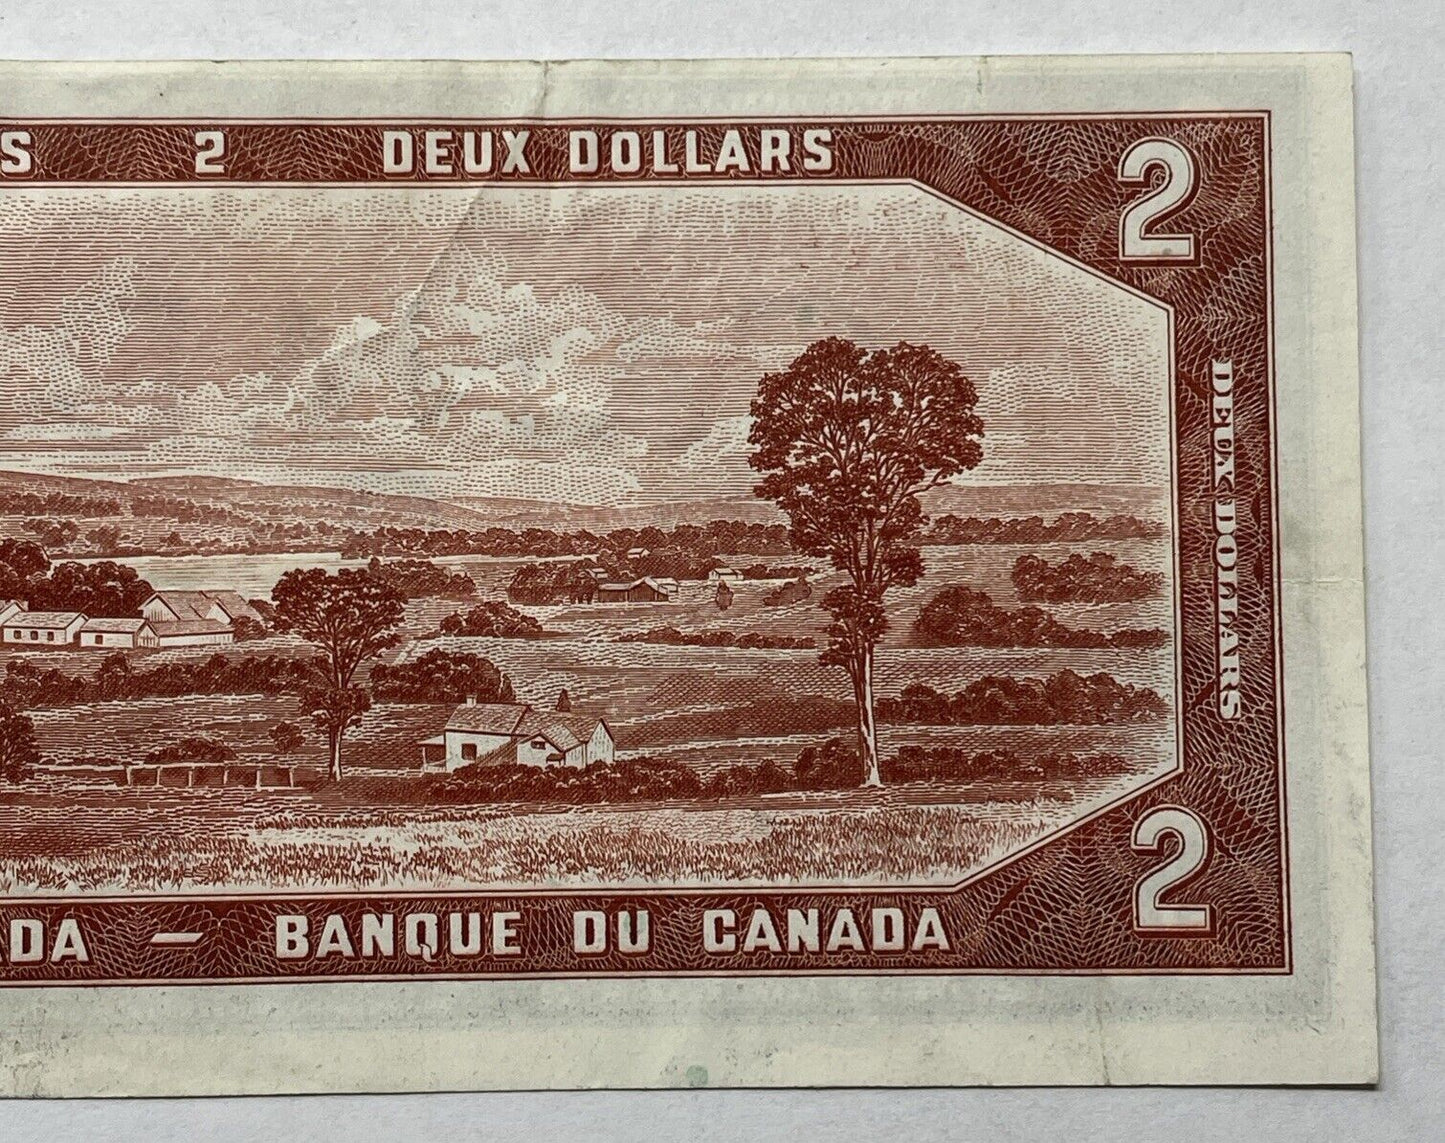 S 2 DEUX DOLLARS 2
DEUX DOLLARS
2
DA — BANQUE DU CANADA